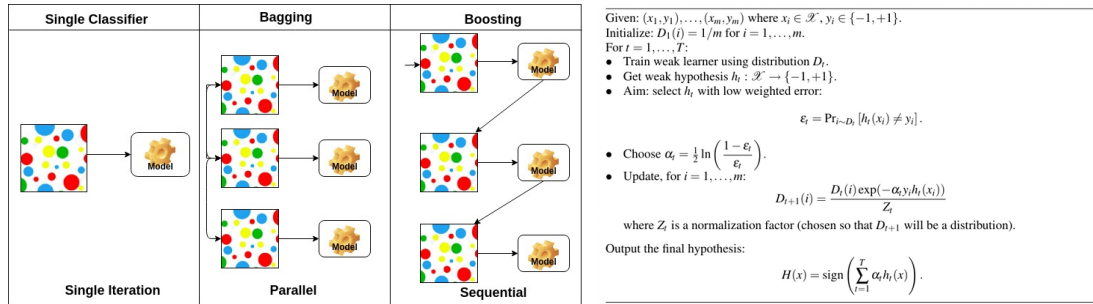 Single Classifier
Bagging
Boosting
Model
Model
Model
Model
Model
Model
Model
Single Iteration
Parallel
Sequential
Given: (x₁, y₁), . . . , (xₘ, yₘ) where xᵢ ∈ 𝒳, yᵢ ∈ {−1, +1}.
Initialize: D₁(i) = 1/m for i = 1, . . . , m.
For t = 1, . . . , T:
• Train weak learner using distribution Dₜ.
• Get weak hypothesis hₜ : 𝒳 → {−1, +1}.
• Aim: select hₜ with low weighted error:
εₜ = Prᵢ∼Dₜ [hₜ(xᵢ) ≠ yᵢ] .
• Choose αₜ = ½ ln ( (1 − εₜ) / εₜ ) .
• Update, for i = 1, . . . , m:
Dₜ₊₁(i) = Dₜ(i) exp(−αₜ yᵢ hₜ(xᵢ)) / Zₜ
where Zₜ is a normalization factor (chosen so that Dₜ₊₁ will be a distribution).
Output the final hypothesis:
H(x) = sign ( ∑ₜ₌₁ᵀ αₜhₜ(x) ) .